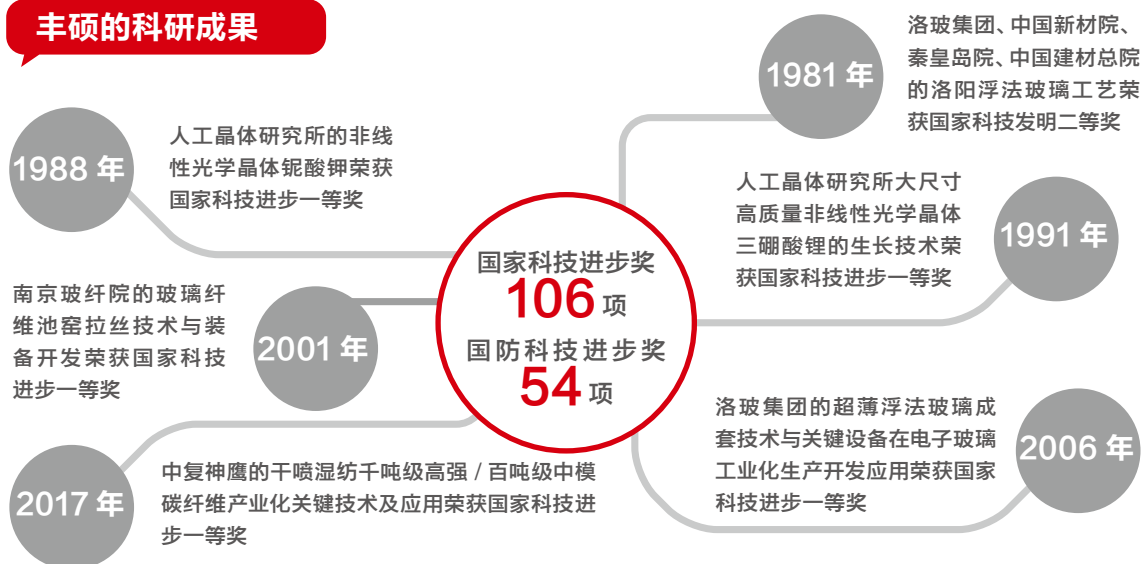 丰硕的科研成果
1981 年
洛玻集团、中国新材院、
秦皇岛院、中国建材总院
的洛阳浮法玻璃工艺荣
获国家科技发明二等奖
1988 年
人工晶体研究所的非线
性光学晶体铌酸钾荣获
国家科技进步一等奖
人工晶体研究所大尺寸
高质量非线性光学晶体
三硼酸锂的生长技术荣
获国家科技进步一等奖
1991 年
国家科技进步奖
106 项
国防科技进步奖
54 项
南京玻纤院的玻璃纤
维池窑拉丝技术与装
备开发荣获国家科技
进步一等奖
2001 年
洛玻集团的超薄浮法玻璃成
套技术与关键设备在电子玻璃
工业化生产开发应用荣获国家
科技进步一等奖
2006 年
2017 年
中复神鹰的干喷湿纺千吨级高强 / 百吨级中模
碳纤维产业化关键技术及应用荣获国家科技进
步一等奖